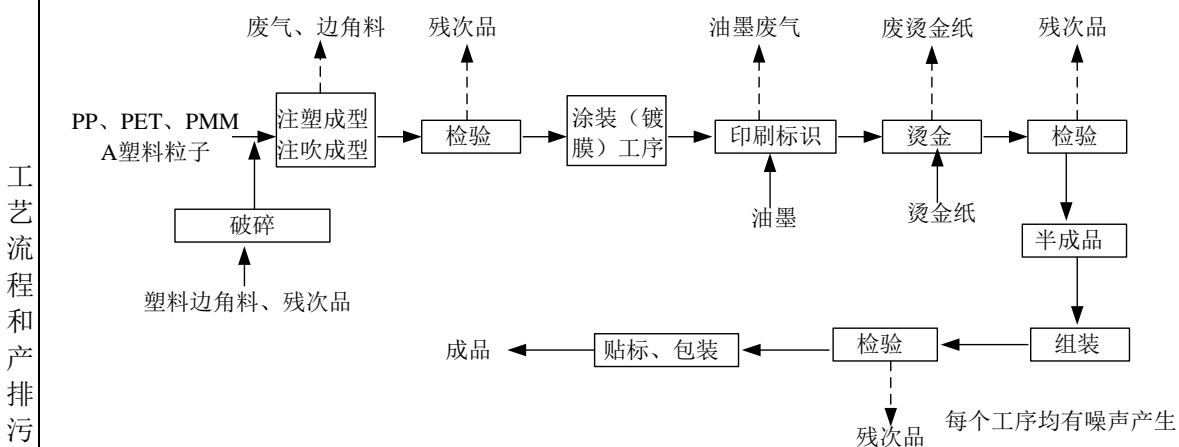 废气、边角料
残次品
油墨废气
废烫金纸
残次品
PP、PET、PMM
A塑料粒子
注塑成型
注吹成型
检验
涂装（镀
膜）工序
印刷标识
烫金
检验
破碎
油墨
烫金纸
半成品
塑料边角料、残次品
成品
贴标、包装
检验
组装
残次品
每个工序均有噪声产生
工
艺
流
程
和
产
排
污